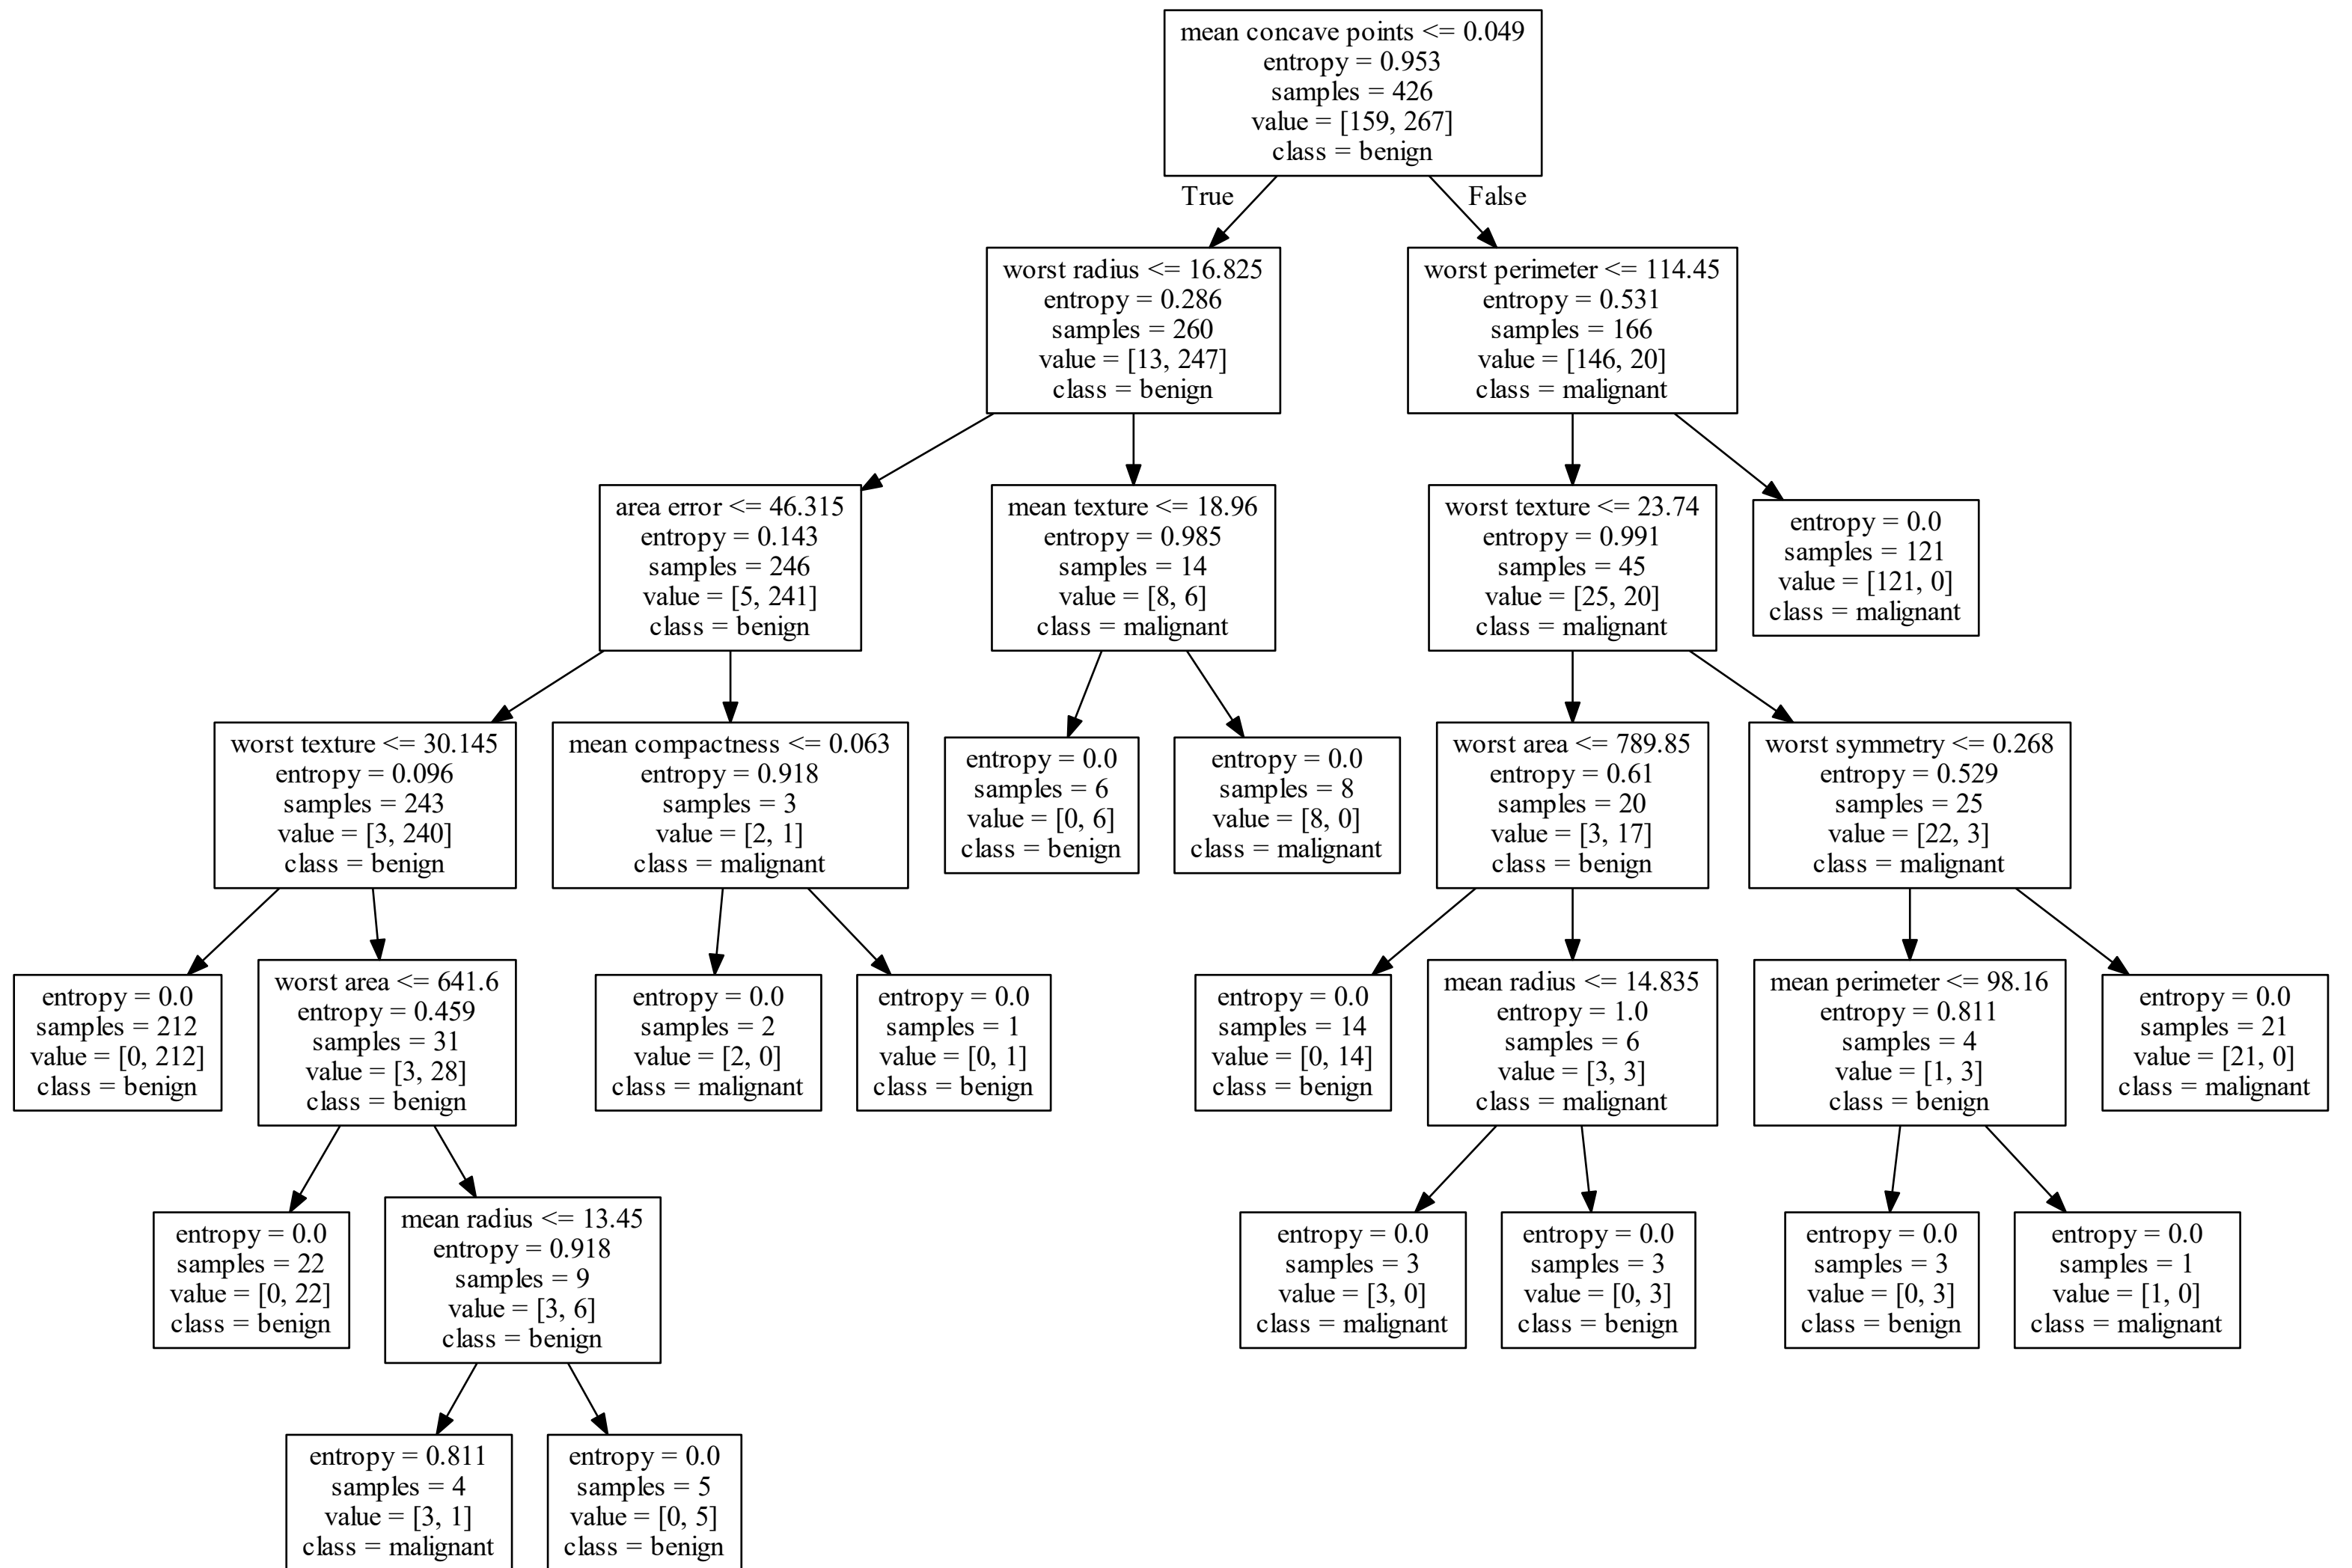 mean concave points <= 0.049
entropy = 0.953
samples = 426
value = [159, 267]
class = benign
True
False
worst radius <= 16.825
entropy = 0.286
samples = 260
value = [13, 247]
class = benign
worst perimeter <= 114.45
entropy = 0.531
samples = 166
value = [146, 20]
class = malignant
area error <= 46.315
entropy = 0.143
samples = 246
value = [5, 241]
class = benign
mean texture <= 18.96
entropy = 0.985
samples = 14
value = [8, 6]
class = malignant
worst texture <= 23.74
entropy = 0.991
samples = 45
value = [25, 20]
class = malignant
entropy = 0.0
samples = 121
value = [121, 0]
class = malignant
worst texture <= 30.145
entropy = 0.096
samples = 243
value = [3, 240]
class = benign
mean compactness <= 0.063
entropy = 0.918
samples = 3
value = [2, 1]
class = malignant
entropy = 0.0
samples = 6
value = [0, 6]
class = benign
entropy = 0.0
samples = 8
value = [8, 0]
class = malignant
worst area <= 789.85
entropy = 0.61
samples = 20
value = [3, 17]
class = benign
worst symmetry <= 0.268
entropy = 0.529
samples = 25
value = [22, 3]
class = malignant
entropy = 0.0
samples = 212
value = [0, 212]
class = benign
worst area <= 641.6
entropy = 0.459
samples = 31
value = [3, 28]
class = benign
entropy = 0.0
samples = 2
value = [2, 0]
class = malignant
entropy = 0.0
samples = 1
value = [0, 1]
class = benign
entropy = 0.0
samples = 14
value = [0, 14]
class = benign
mean radius <= 14.835
entropy = 1.0
samples = 6
value = [3, 3]
class = malignant
mean perimeter <= 98.16
entropy = 0.811
samples = 4
value = [1, 3]
class = benign
entropy = 0.0
samples = 21
value = [21, 0]
class = malignant
entropy = 0.0
samples = 22
value = [0, 22]
class = benign
mean radius <= 13.45
entropy = 0.918
samples = 9
value = [3, 6]
class = benign
entropy = 0.0
samples = 3
value = [3, 0]
class = malignant
entropy = 0.0
samples = 3
value = [0, 3]
class = benign
entropy = 0.0
samples = 3
value = [0, 3]
class = benign
entropy = 0.0
samples = 1
value = [1, 0]
class = malignant
entropy = 0.811
samples = 4
value = [3, 1]
class = malignant
entropy = 0.0
samples = 5
value = [0, 5]
class = benign